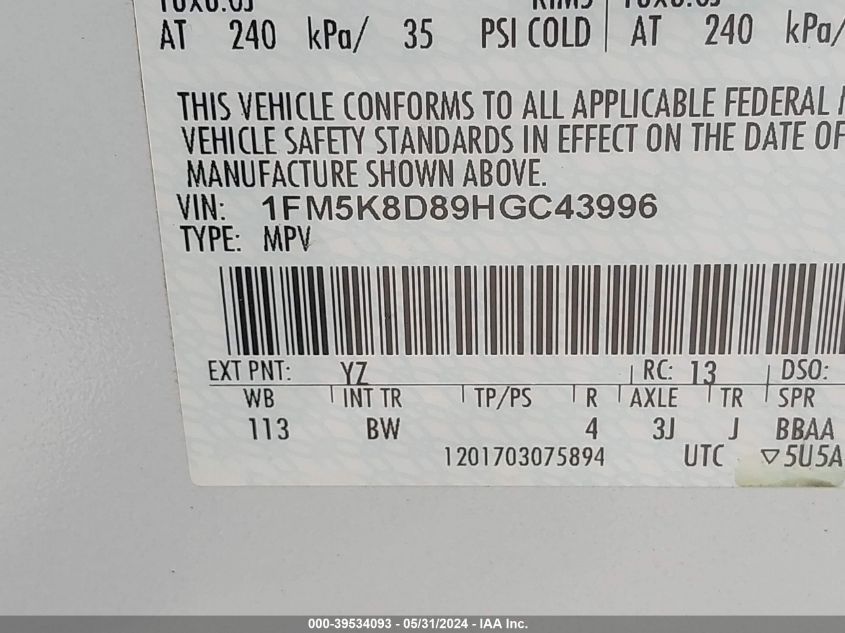 AT 240 kPa/ 35 PSI COLD AT 240 kPa/
THIS VEHICLE CONFORMS TO ALL APPLICABLE FEDERAL
VEHICLE SAFETY STANDARDS IN EFFECT ON THE DATE OF
MANUFACTURE SHOWN ABOVE.
VIN: 1FM5K8D89HGC43996
TYPE: MPV
EXT PNT: YZ RC: 13 DSO:
WB INT TR TP/PS R AXLE TR SPR
113 BW 4 3J J BBAA
1201703075894 UTC ▽5U5A
000-39534093 - 05/31/2024 - IAA Inc.